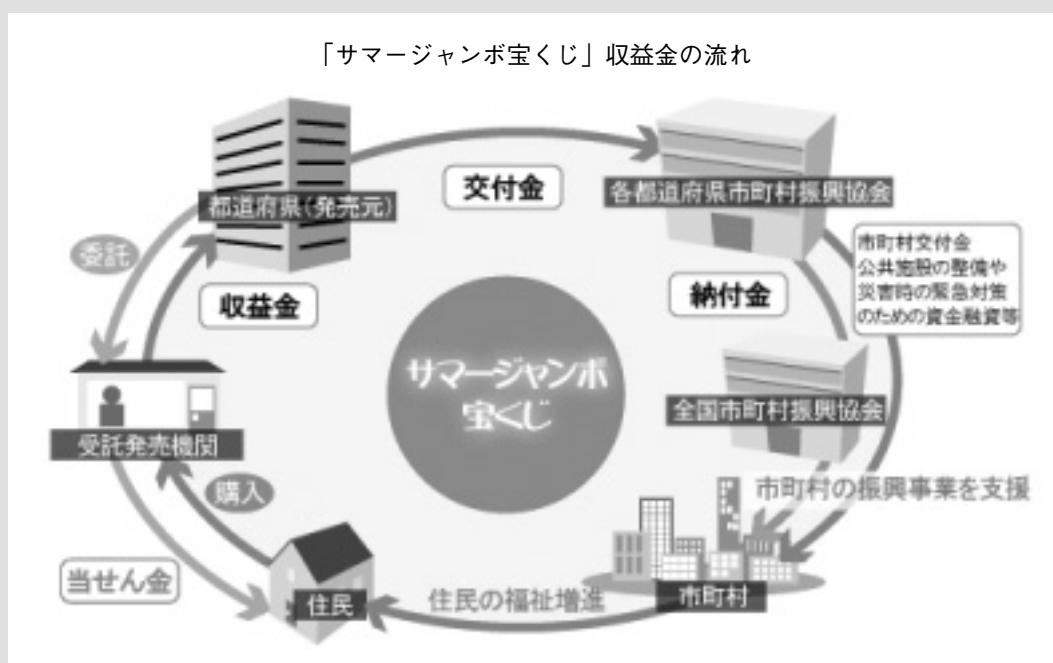 「サマージャンボ宝くじ」収益金の流れ
都道府県(発売元)
交付金
各都道府県市町村振興協会
委託
収益金
納付金
市町村交付金
公共施設の整備や
災害時の緊急対策
のための資金融資等
サマージャンボ
宝くじ
受託発売機関
全国市町村振興協会
購入
市町村の振興事業を支援
当せん金
住民
住民の福祉増進
市町村